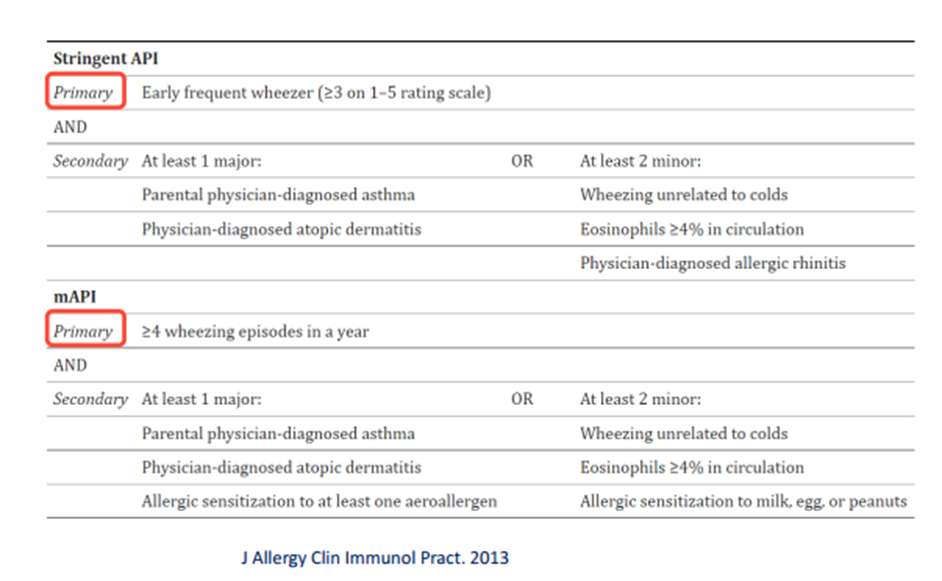 Stringent API
Primary Early frequent wheezer (≥3 on 1–5 rating scale)
AND
Secondary At least 1 major: OR At least 2 minor:
Parental physician-diagnosed asthma Wheezing unrelated to colds
Physician-diagnosed atopic dermatitis Eosinophils ≥4% in circulation
Physician-diagnosed allergic rhinitis
mAPI
Primary ≥4 wheezing episodes in a year
AND
Secondary At least 1 major: OR At least 2 minor:
Parental physician-diagnosed asthma Wheezing unrelated to colds
Physician-diagnosed atopic dermatitis Eosinophils ≥4% in circulation
Allergic sensitization to at least one aeroallergen Allergic sensitization to milk, egg, or peanuts
J Allergy Clin Immunol Pract. 2013